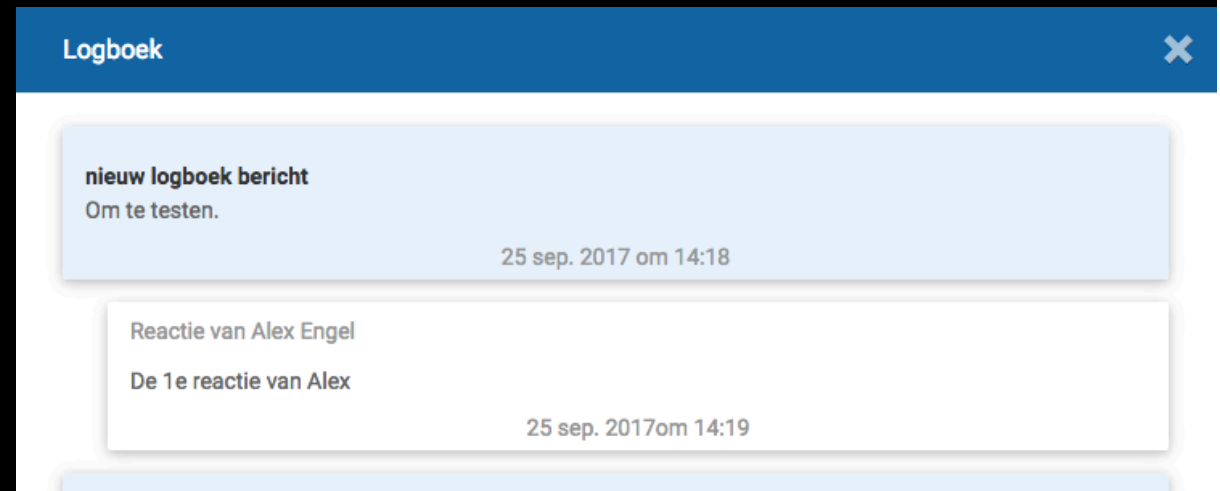 Logboek
nieuw logboek bericht
Om te testen.
25 sep. 2017 om 14:18
Reactie van Alex Engel
De 1e reactie van Alex
25 sep. 2017om 14:19